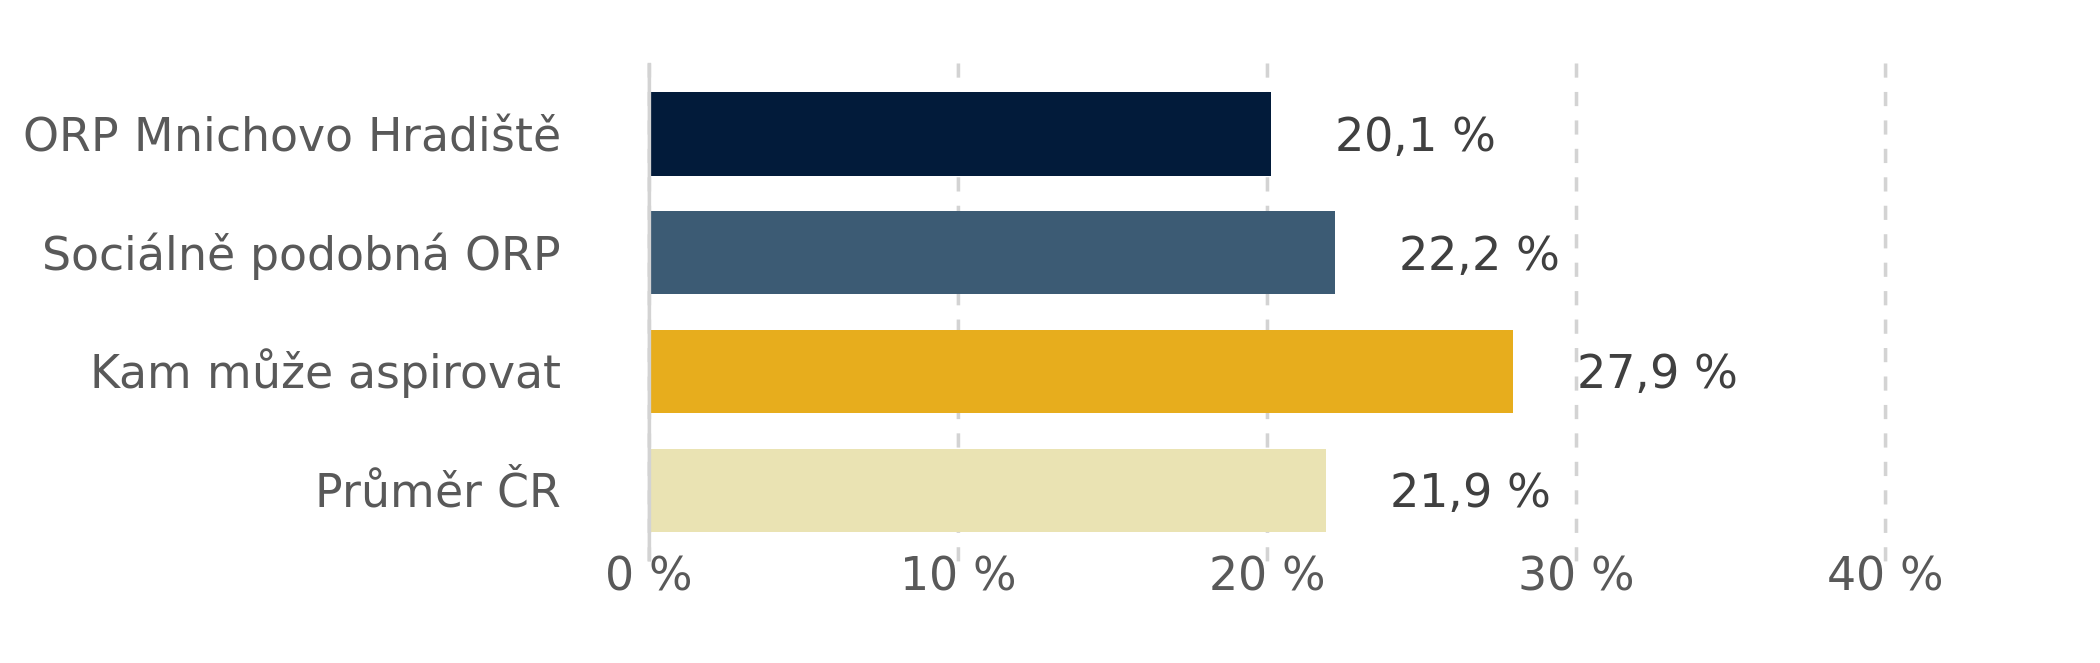 ORP Mnichovo Hradiště 20,1 %
Sociálně podobná ORP 22,2 %
Kam může aspirovat 27,9 %
Průměr ČR 21,9 %
0 % 10 % 20 % 30 % 40 %